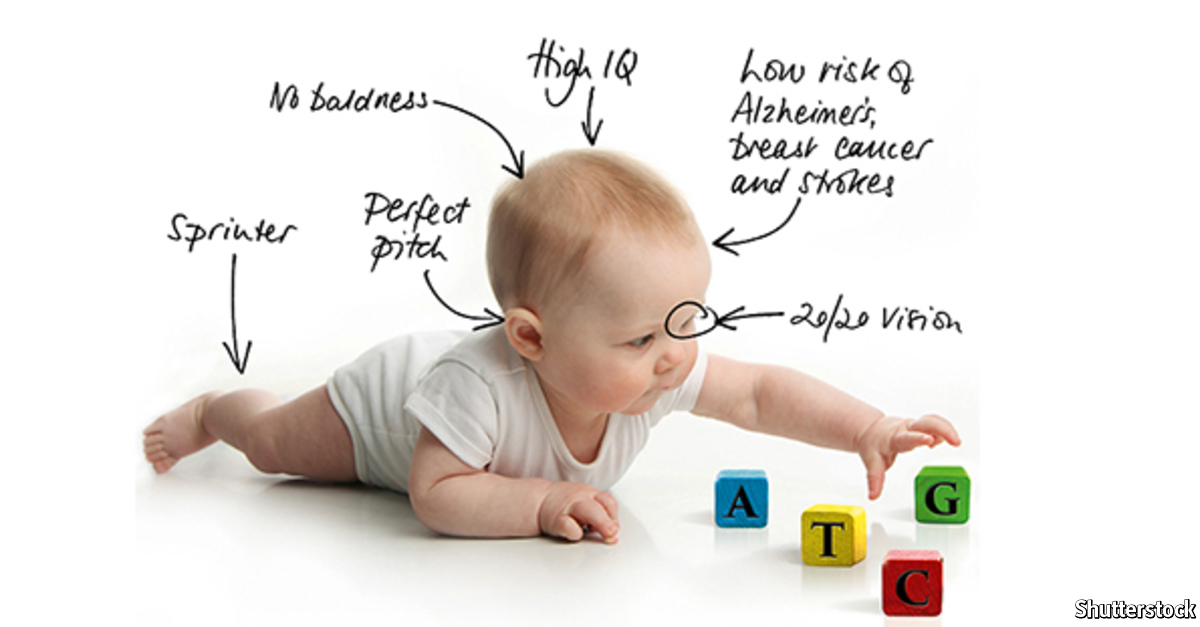 High IQ
No baldness
Low risk of
Alzheimer's,
breast cancer
and strokes
Perfect
pitch
Sprinter
20/20 vision
A
G
T
C
Shutterstock